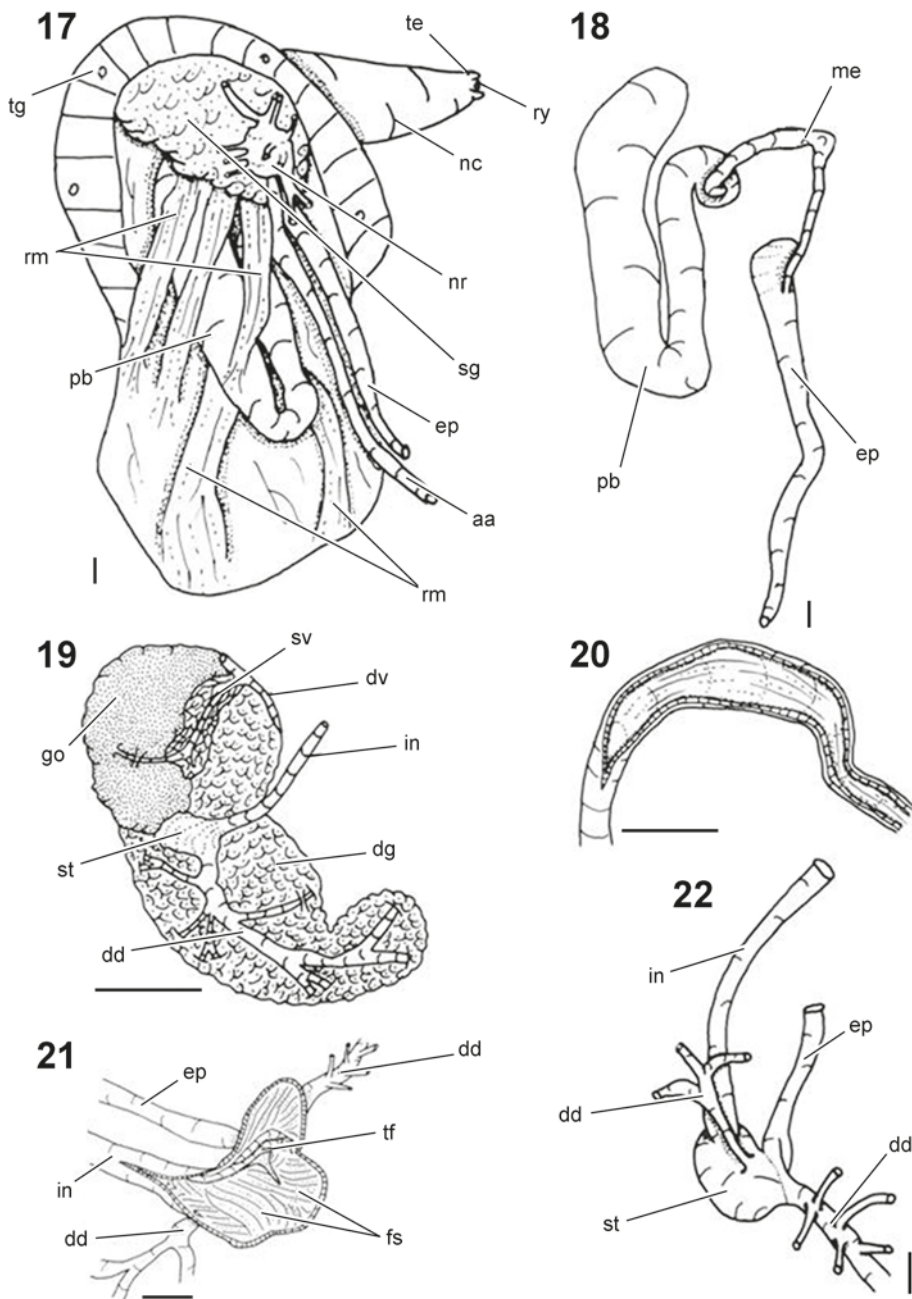 17
te
ry
nc
tg
rm
nr
pb
sg
ep
aa
rm
18
me
pb
ep
19
sv
dv
go
in
st
dg
dd
20
21
ep
dd
tf
in
fs
dd
22
in
ep
dd
dd
st